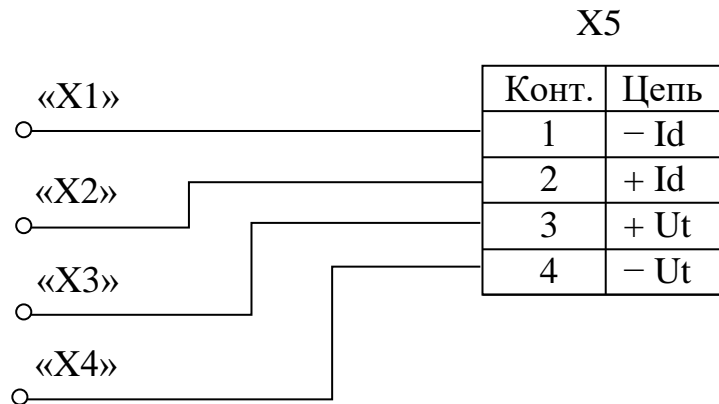 X5
«X1»
Конт. Цепь
1 − Id
«X2»
2 + Id
3 + Ut
«X3»
4 − Ut
«X4»